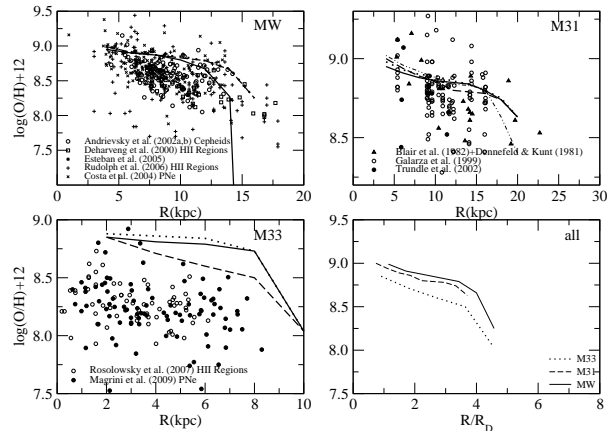 MW
log(O/H)+12
9.5
9.0
8.5
8.0
7.5
Andrievsky et al. (2002a,b) Cepheids
Deharveng et al. (2000) HII Regions
Esteban et al. (2005)
Rudolph et al. (2006) HII Regions
Costa et al. (2004) PNe
0 5 10 15 20
R(kpc)
M31
9.0
8.5
Blair et al. (1982)+Dennefeld & Kunt (1981)
Galarza et al. (1999)
Trundle et al. (2002)
0 5 10 15 20 25 30
R(kpc)
M33
log(O/H)+12
9.0
8.5
8.0
7.5
Rosolowsky et al. (2007) HII Regions
Magrini et al. (2009) PNe
0 2 4 6 8 10
R(kpc)
all
9.5
9.0
8.5
8.0
7.5
M33
M31
MW
0 2 4 6 8
R/R_D